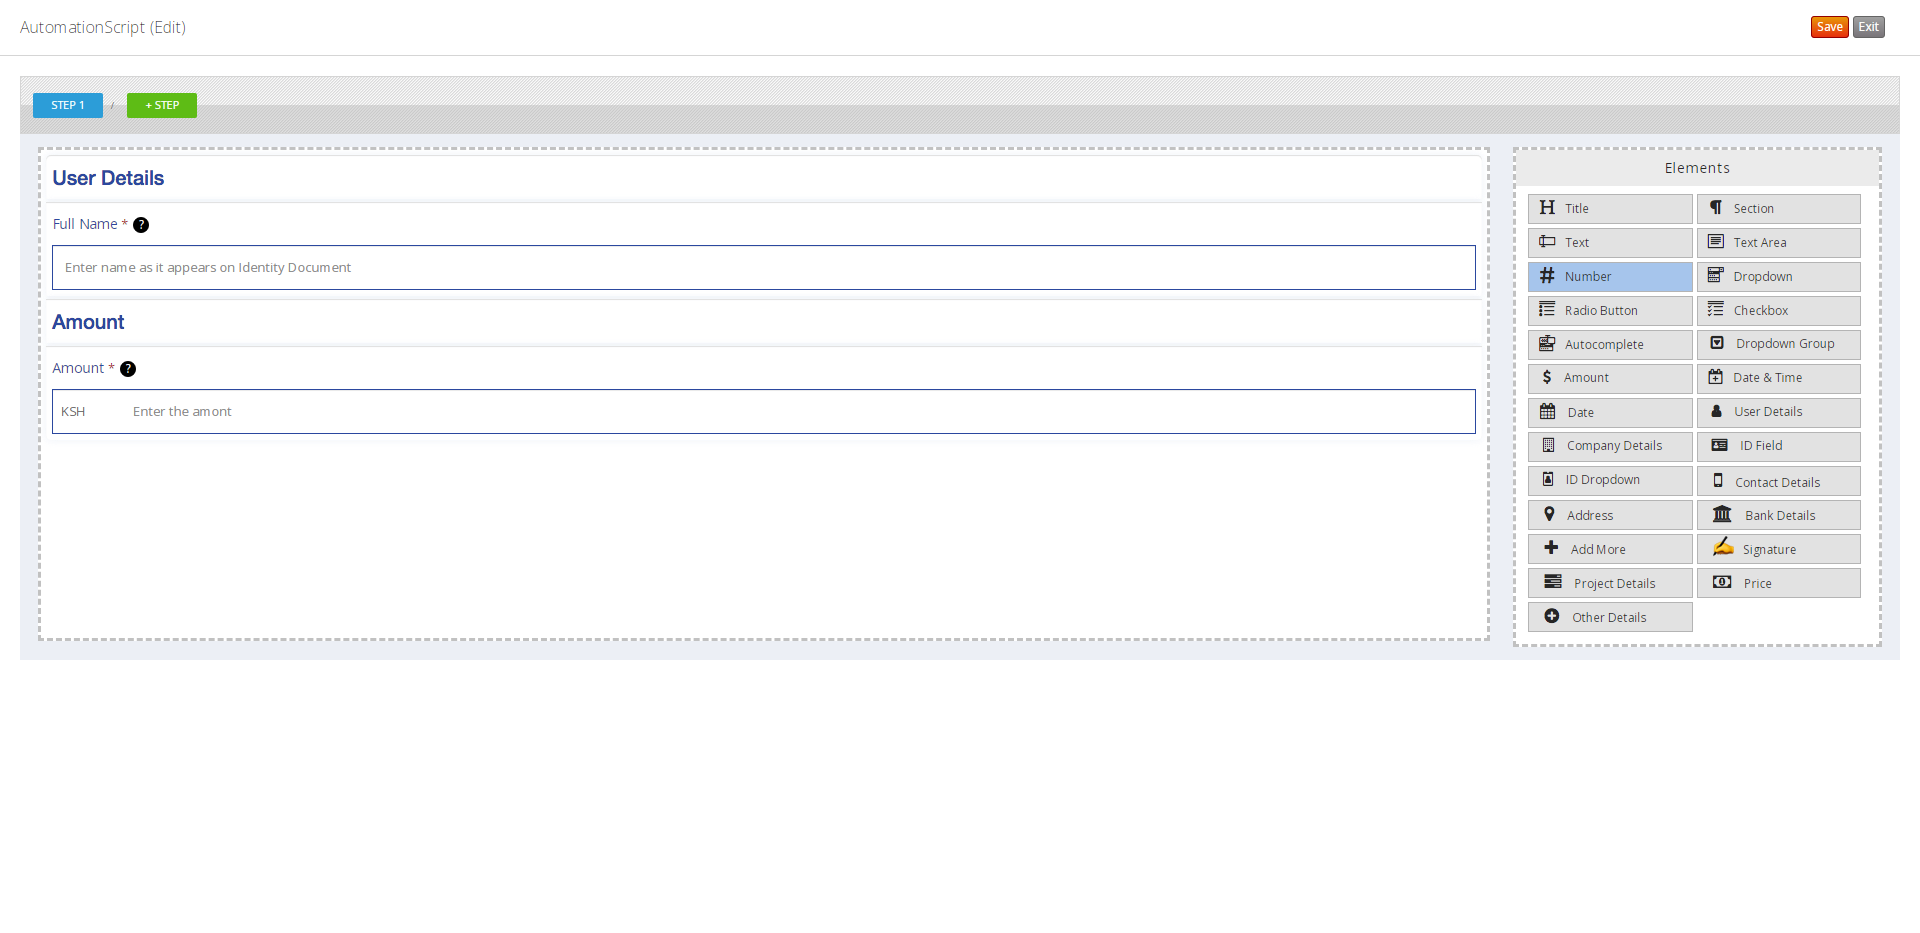 AutomationScript (Edit)
Save Exit
STEP 1 / + STEP
User Details
Full Name * ?
Enter name as it appears on Identity Document
Amount
Amount * ?
KSH Enter the amont
Elements
Title Section
Text Text Area
Number Dropdown
Radio Button Checkbox
Autocomplete Dropdown Group
$ Amount Date & Time
Date User Details
Company Details ID Field
ID Dropdown Contact Details
Address Bank Details
Add More Signature
Project Details Price
Other Details